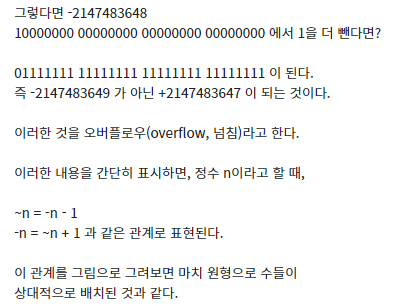 그렇다면 -2147483648
10000000 00000000 00000000 00000000 에서 1을 더 뺀다면?
01111111 11111111 11111111 11111111 이 된다.
즉 -2147483649 가 아닌 +2147483647 이 되는 것이다.
이러한 것을 오버플로우(overflow, 넘침)라고 한다.
이러한 내용을 간단히 표시하면, 정수 n이라고 할 때,
~n = -n - 1
-n = ~n + 1 과 같은 관계로 표현된다.
이 관계를 그림으로 그려보면 마치 원형으로 수들이
상대적으로 배치된 것과 같다.